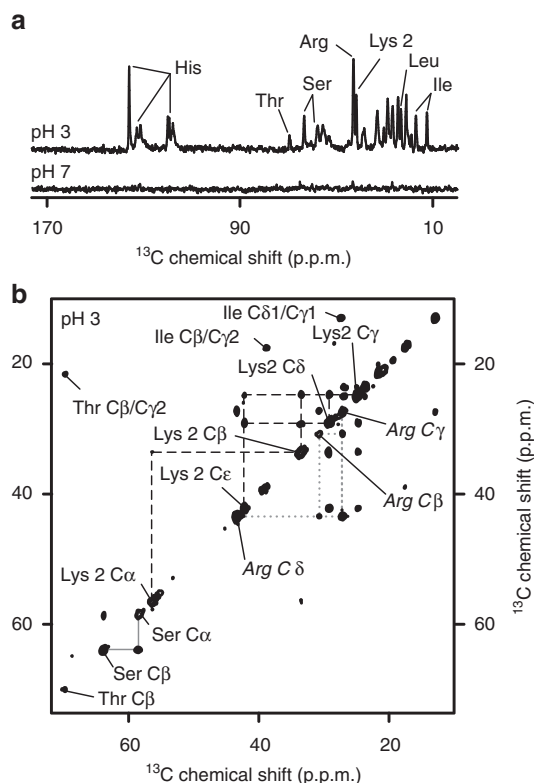 a
His
Thr
Ser
Arg
Lys 2
Leu
Ile
pH 3
pH 7
170 90 10
¹³C chemical shift (p.p.m.)
b
pH 3
Ile Cδ1/Cγ1
Ile Cβ/Cγ2
Lys2 Cγ
Lys2 Cδ
Thr Cβ/Cγ2
Lys 2 Cβ
Arg Cγ
Lys 2 Cε
Arg Cβ
Arg C δ
Lys 2 Cα
Ser Cα
Ser Cβ
Thr Cβ
20
40
60
20
40
60
¹³C chemical shift (p.p.m.)
60 40 20
¹³C chemical shift (p.p.m.)